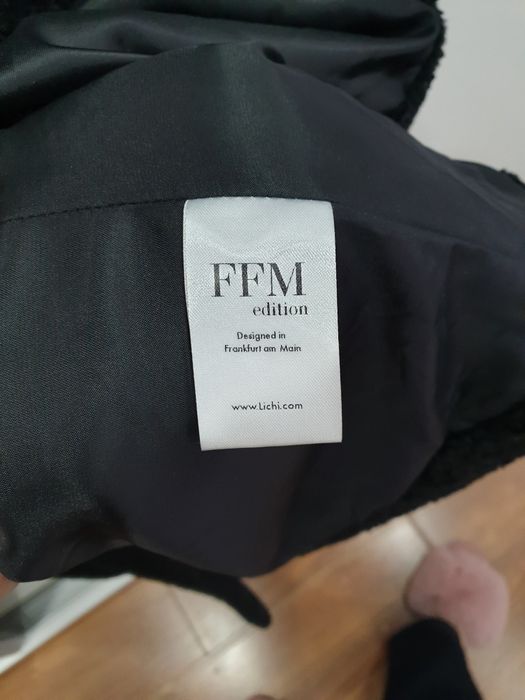 FFM
edition
Designed in
Frankfurt am Main
www.Lichi.com